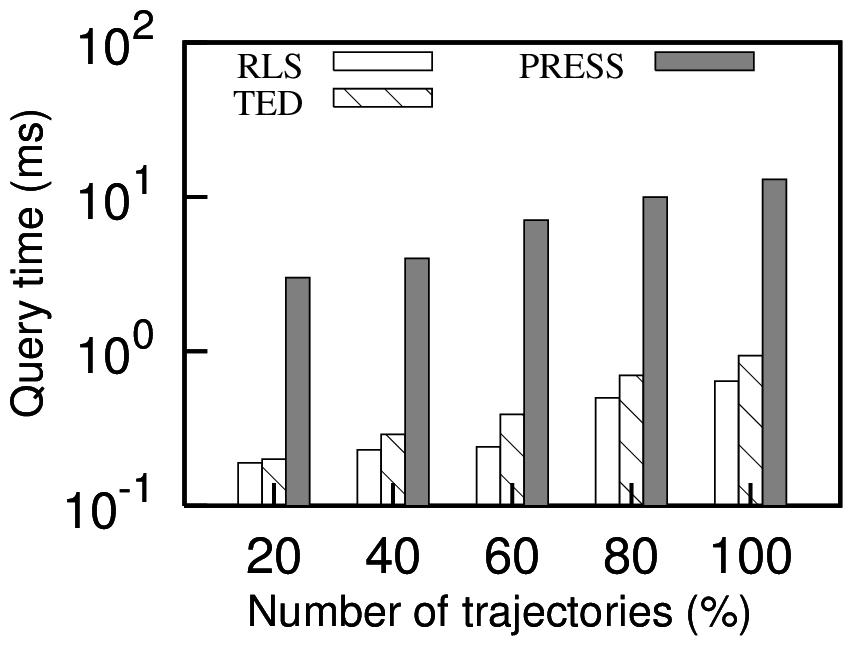 10^2
RLS
PRESS
TED
10^1
10^0
10^-1
Query time (ms)
20 40 60 80 100
Number of trajectories (%)